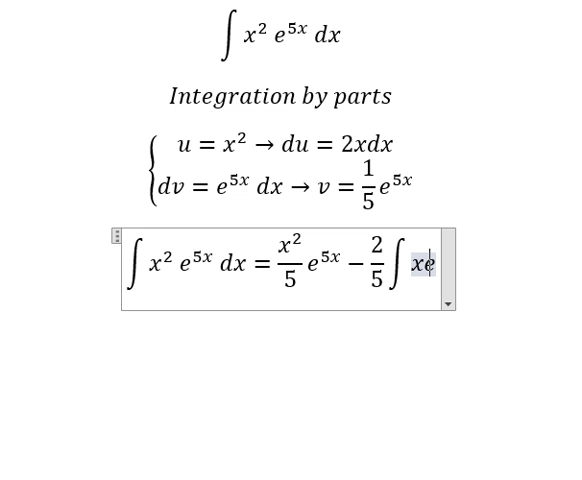 ∫ x² e⁵ˣ dx
Integration by parts
u = x² → du = 2xdx
dv = e⁵ˣ dx → v = 1/5 e⁵ˣ
∫ x² e⁵ˣ dx = x²/5 e⁵ˣ − 2/5 ∫ xe